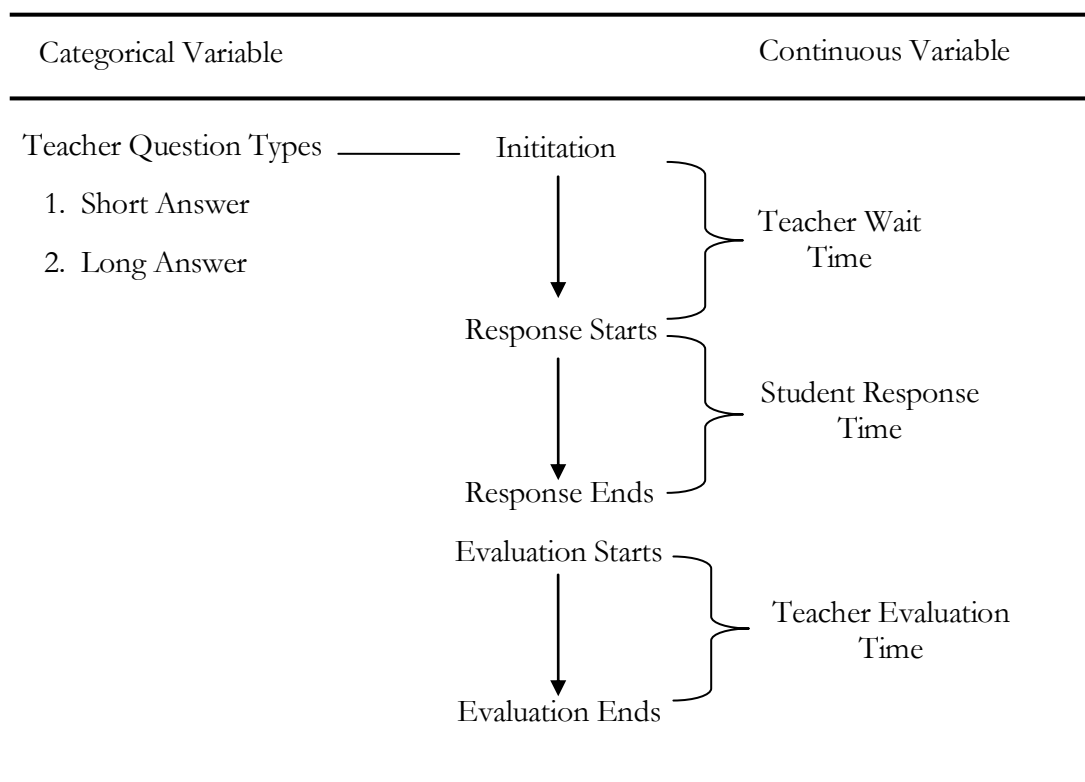 Categorical Variable
Continuous Variable
Teacher Question Types
Inititation
1. Short Answer
2. Long Answer
Teacher Wait
Time
Response Starts
Student Response
Time
Response Ends
Evaluation Starts
Teacher Evaluation
Time
Evaluation Ends